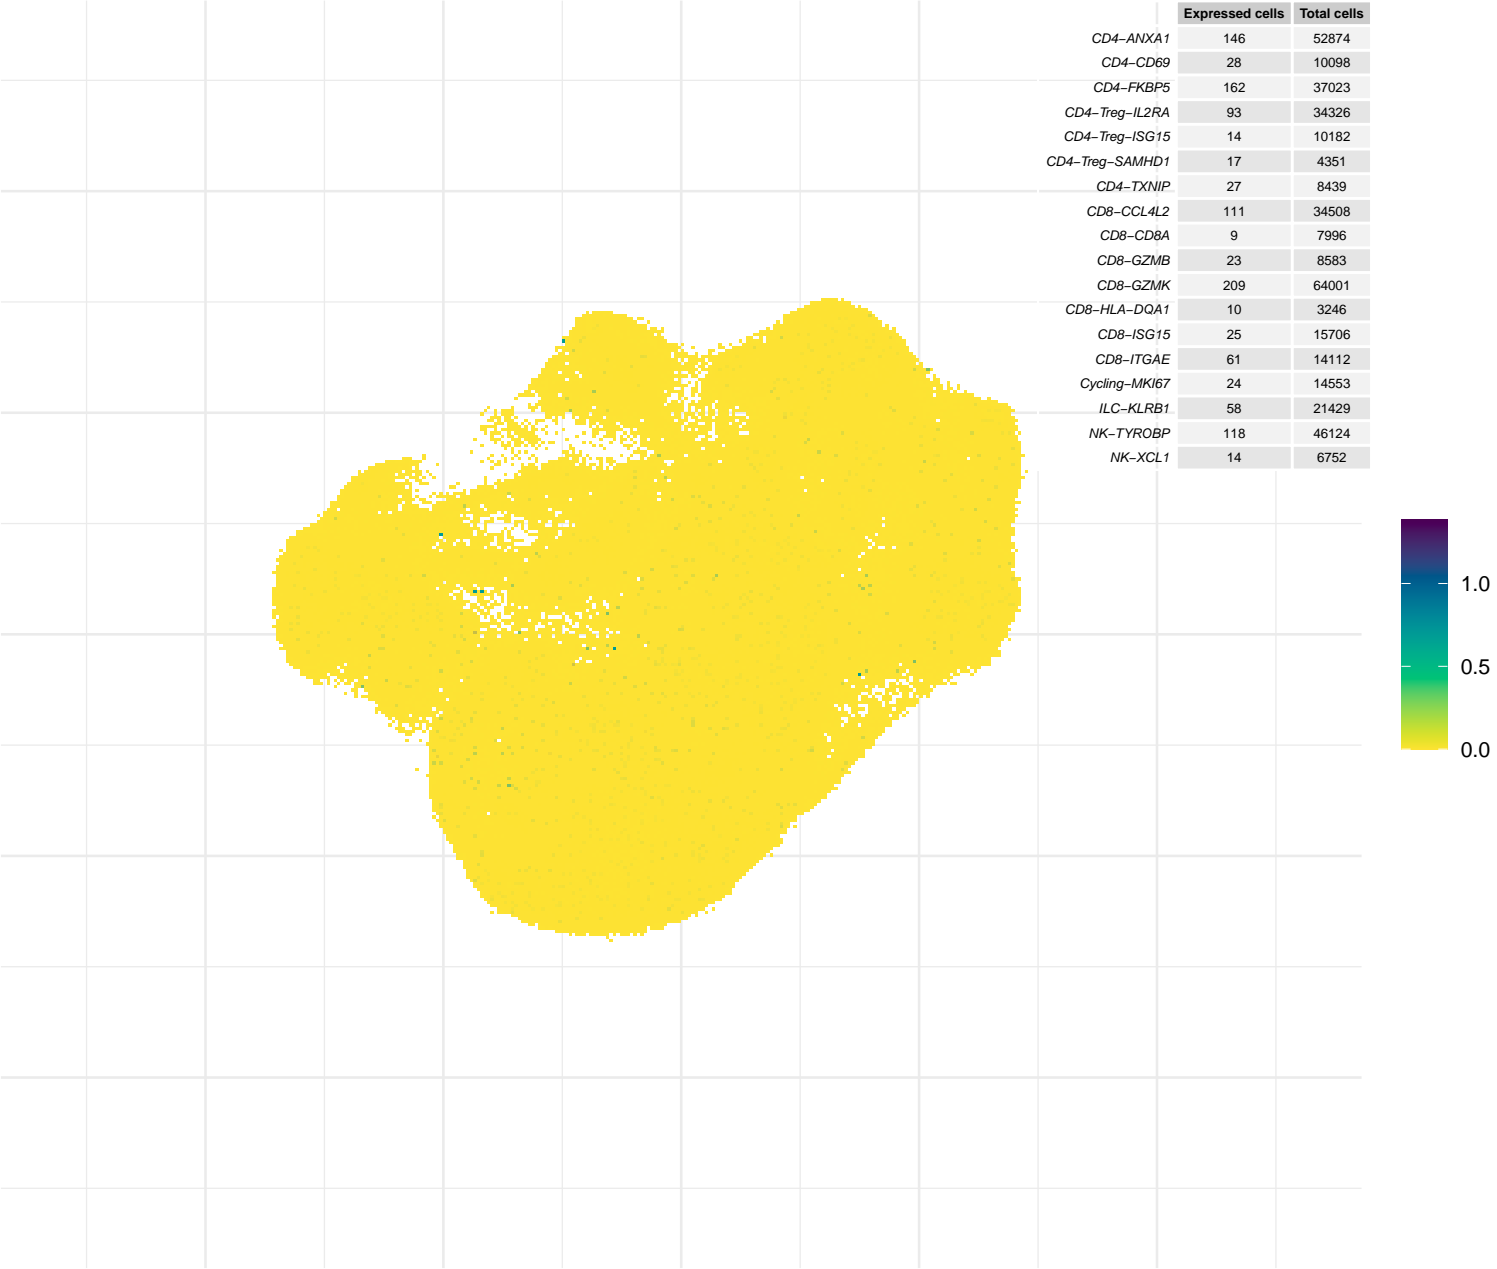 Expressed cells Total cells
CD4−ANXA1 146 52874
CD4−CD69 28 10098
CD4−FKBP5 162 37023
CD4−Treg−IL2RA 93 34326
CD4−Treg−ISG15 14 10182
CD4−Treg−SAMHD1 17 4351
CD4−TXNIP 27 8439
CD8−CCL4L2 111 34508
CD8−CD8A 9 7996
CD8−GZMB 23 8583
CD8−GZMK 209 64001
CD8−HLA−DQA1 10 3246
CD8−ISG15 25 15706
CD8−ITGAE 61 14112
Cycling−MKI67 24 14553
ILC−KLRB1 58 21429
NK−TYROBP 118 46124
NK−XCL1 14 6752
1.0
0.5
0.0